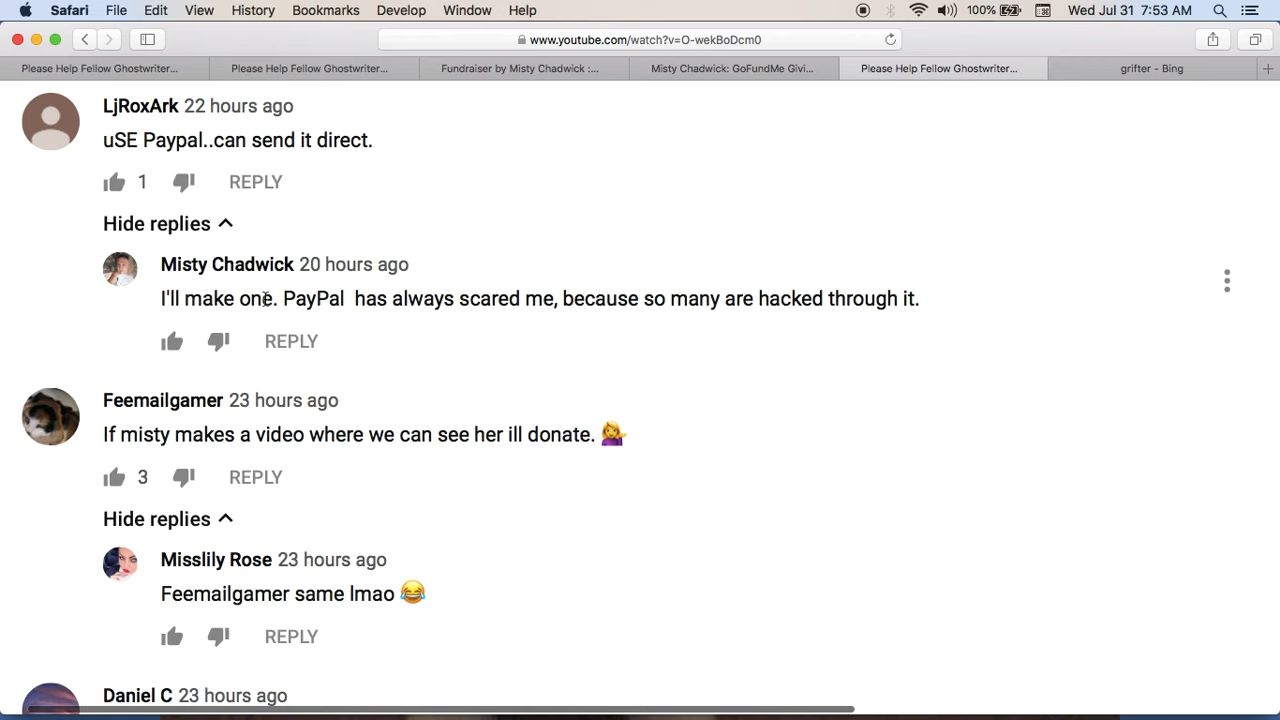 Safari File Edit View History Bookmarks Develop Window Help 100% Wed Jul 31 7:53 AM
www.youtube.com/watch?v=O-wekBoDcm0
Please Help Fellow Ghostwriter... Please Help Fellow Ghostwriter... Fundraiser by Misty Chadwick :... Misty Chadwick: GoFundMe Givi... Please Help Fellow Ghostwriter... grifter - Bing
LjRoxArk 22 hours ago
uSE Paypal..can send it direct.
1 REPLY
Hide replies
Misty Chadwick 20 hours ago
I'll make one. PayPal has always scared me, because so many are hacked through it.
REPLY
Feemailgamer 23 hours ago
If misty makes a video where we can see her ill donate. 💁‍♀️
3 REPLY
Hide replies
Misslily Rose 23 hours ago
Feemailgamer same lmao 😂
REPLY
Daniel C 23 hours ago